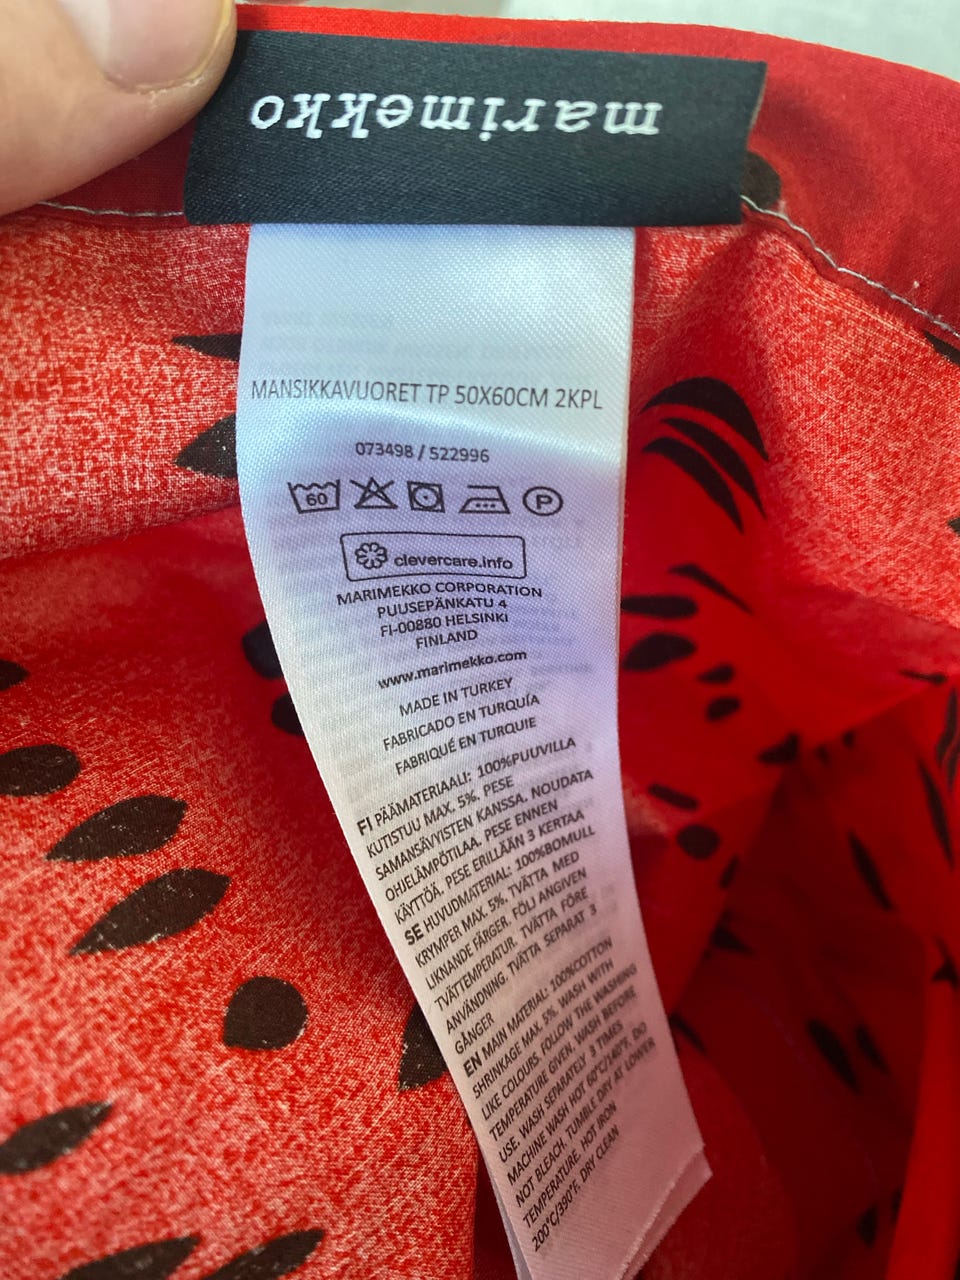 marimekko
MANSIKKAVUORET TP 50X60CM 2KPL
073498 / 522996
60 P
clevercare.info
MARIMEKKO CORPORATION
PUUSEPÄNKATU 4
FI-00880 HELSINKI
FINLAND
www.marimekko.com
MADE IN TURKEY
FABRICADO EN TURQUÍA
FABRIQUÉ EN TURQUIE
FI PÄÄMATERIAALI: 100%PUUVILLA
KUTISTUU MAX. 5%. PESE
SAMANSÄVYISTEN KANSSA. NOUDATA
OHJELÄMPÖTILAA. PESE ENNEN
KÄYTTÖÄ. PESE ERILLÄÄN 3 KERTAA
SE HUVUDMATERIAL: 100%BOMULL
KRYMPER MAX. 5%. TVÄTTA MED
LIKNANDE FÄRGER. FÖLJ ANGIVEN
TVÄTTEMPERATUR. TVÄTTA FÖRE
ANVÄNDNING. TVÄTTA SEPARAT 3
GÅNGER
EN MAIN MATERIAL: 100%COTTON
SHRINKAGE MAX. 5%. WASH WITH
LIKE COLOURS. FOLLOW THE WASHING
TEMPERATURE GIVEN. WASH BEFORE
USE. WASH SEPARATELY 3 TIMES
MACHINE WASH HOT 60°C/140°F. DO
NOT BLEACH. TUMBLE DRY AT LOWER
TEMPERATURE. HOT IRON
200°C/390°F. DRY CLEAN